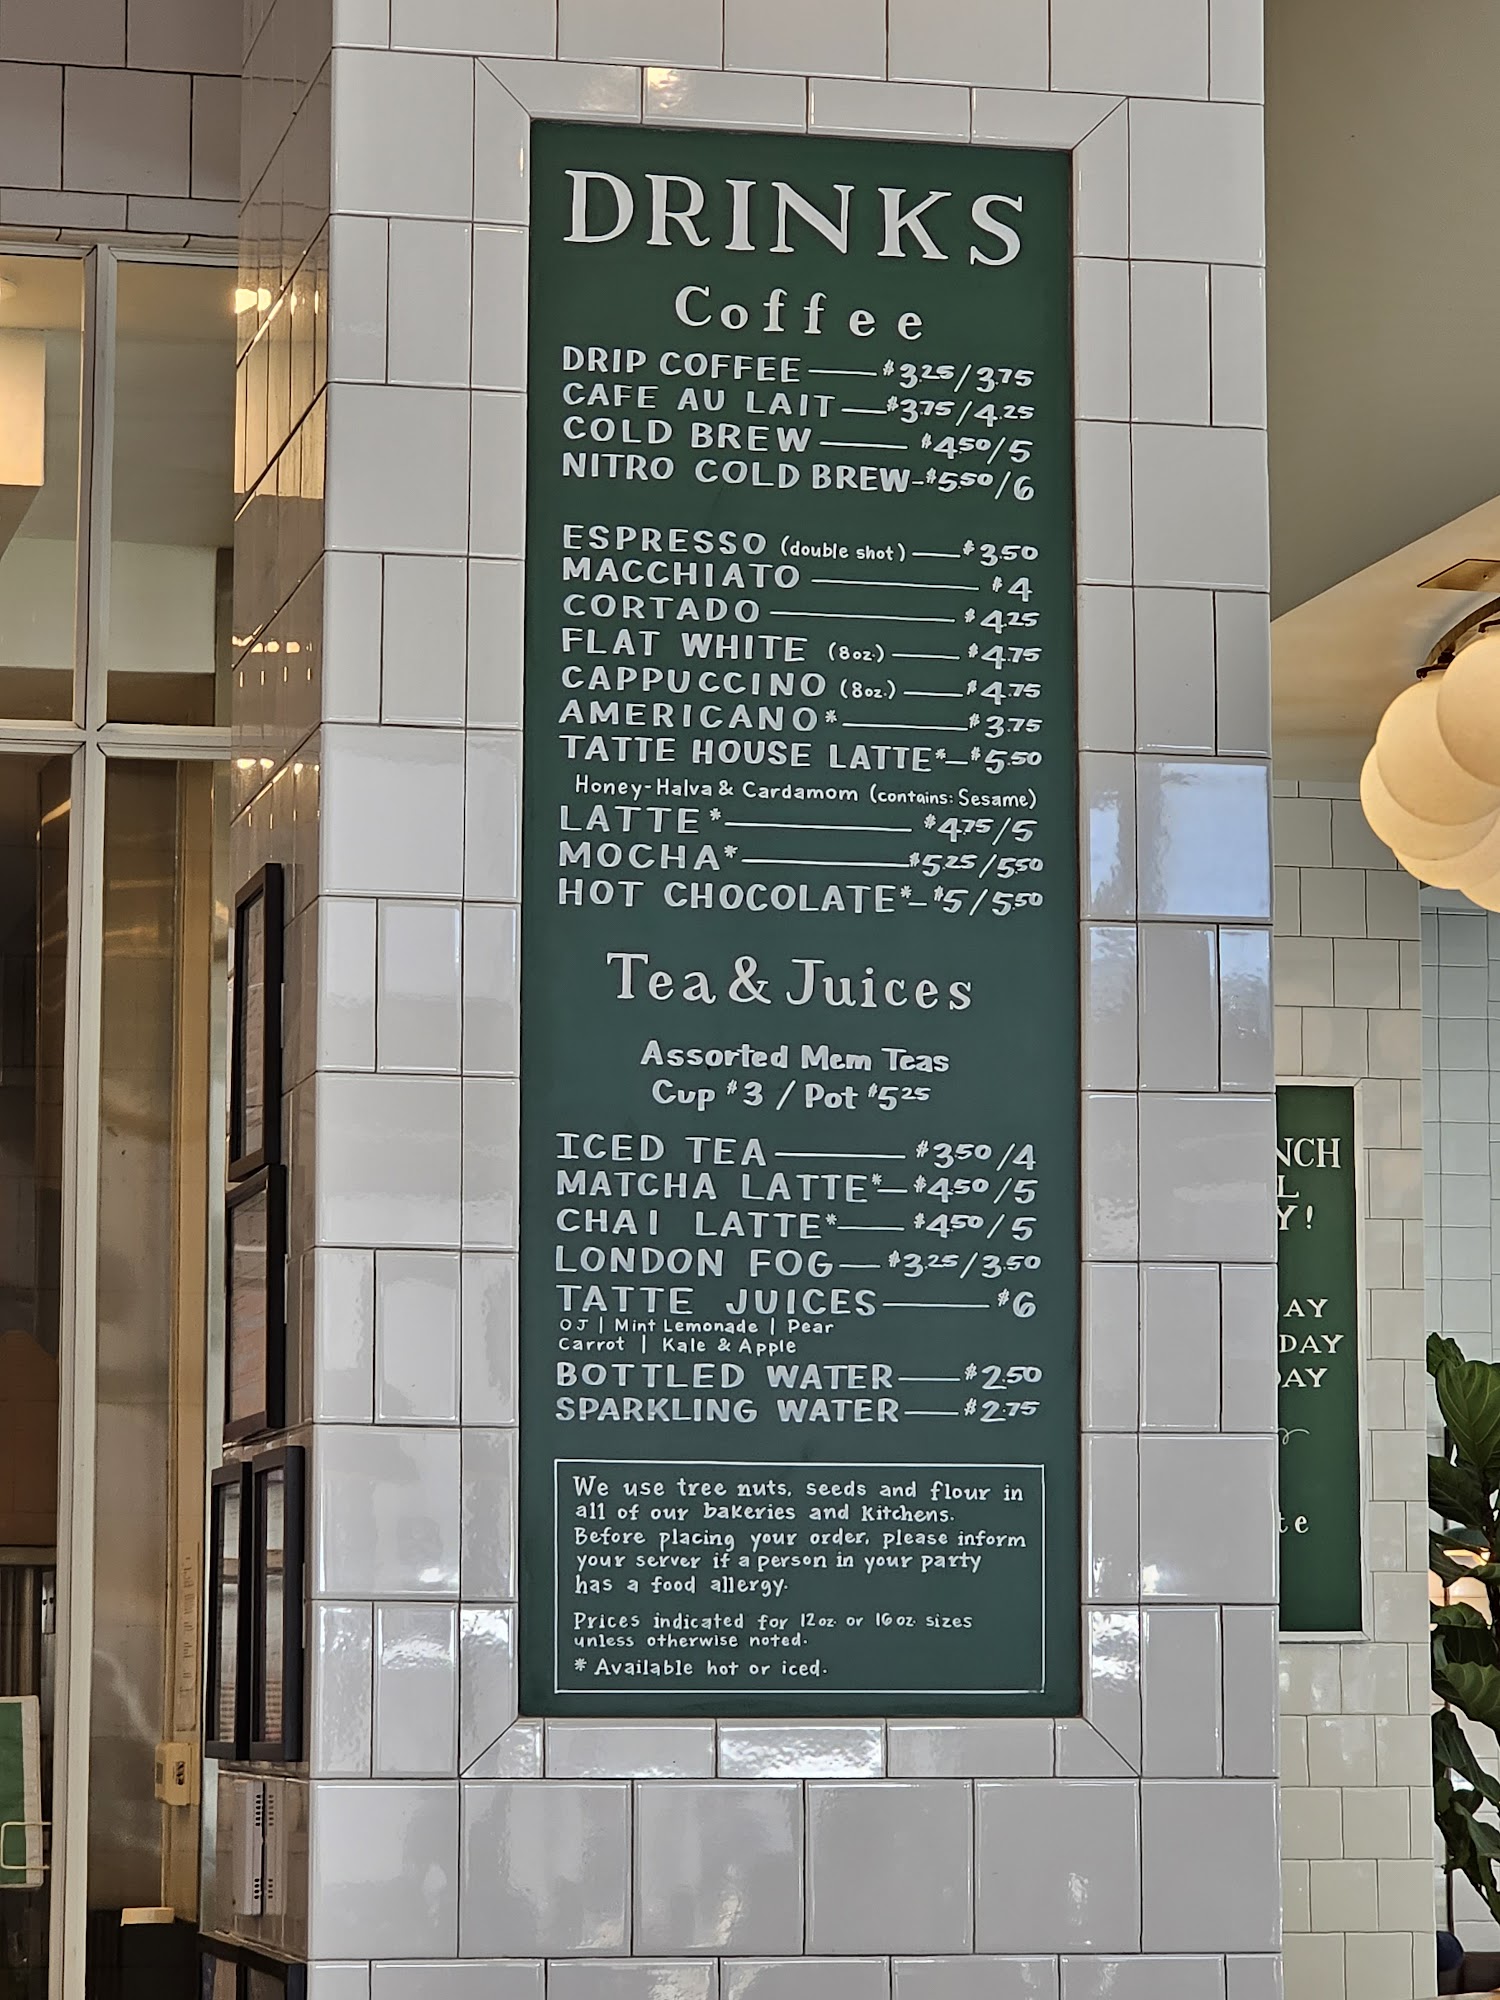 DRINKS
Coffee
DRIP COFFEE — $3.25/3.75
CAFE AU LAIT — $3.75/4.25
COLD BREW — $4.50/5
NITRO COLD BREW - $5.50/6
ESPRESSO (double shot) — $3.50
MACCHIATO — $4
CORTADO — $4.25
FLAT WHITE (8oz.) — $4.75
CAPPUCCINO (8oz.) — $4.75
AMERICANO* — $3.75
TATTE HOUSE LATTE* — $5.50
Honey-Halva & Cardamom (contains: Sesame)
LATTE* — $4.75/5
MOCHA* — $5.25/5.50
HOT CHOCOLATE* — $5/5.50
Tea & Juices
Assorted Mem Teas
Cup $3 / Pot $5.25
ICED TEA — $3.50/4
MATCHA LATTE* — $4.50/5
CHAI LATTE* — $4.50/5
LONDON FOG — $3.25/3.50
TATTE JUICES — $6
OJ | Mint Lemonade | Pear
Carrot | Kale & Apple
BOTTLED WATER — $2.50
SPARKLING WATER — $2.75
We use tree nuts, seeds and flour in
all of our bakeries and kitchens.
Before placing your order, please inform
your server if a person in your party
has a food allergy.
Prices indicated for 12oz. or 16oz. sizes
unless otherwise noted.
* Available hot or iced.
NCH
L
Y!
AY
DAY
DAY
te